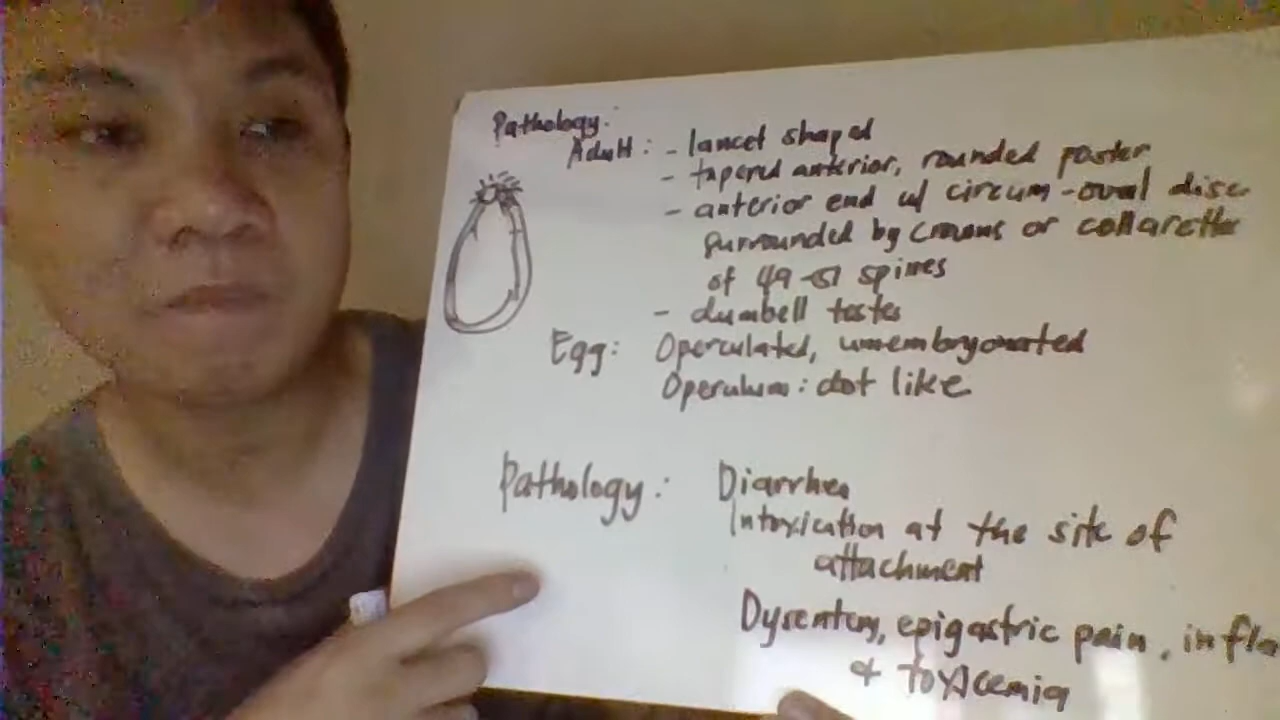 Pathology:
Adult: - lancet shaped
- tapered anterior, rounded poster
- anterior end w/ circum-oval disc
surrounded by crowns or collarette
of 49-51 spines
- dumbell testes
Egg: Operculated, unembryonated
Operculum: dot like
Pathology: Diarrhea
Intoxication at the site of
attachment
Dysentery, epigastric pain, infla
& toxicemia